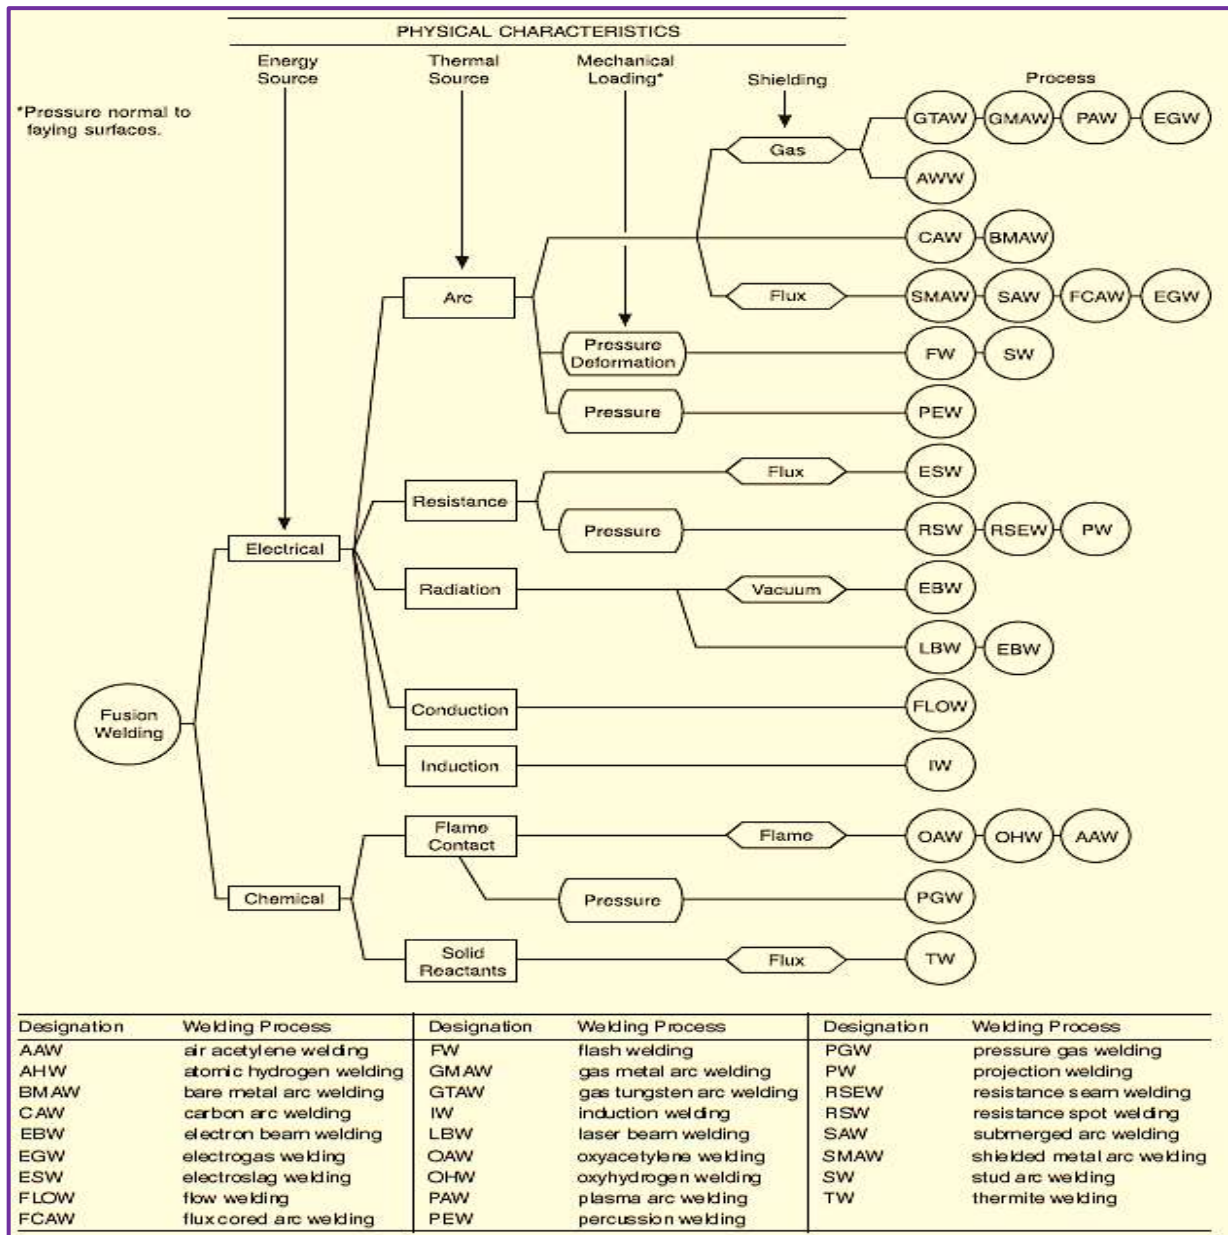 PHYSICAL CHARACTERISTICS
Energy Source
Thermal Source
Mechanical Loading*
Shielding
Process
*Pressure normal to
faying surfaces.
Gas
GTAW GMAW PAW EGW
AWW
CAW BMAW
Arc
Flux
SMAW SAW FCAW EGW
Pressure
Deformation
FW SW
Pressure
PEW
Resistance
Flux
ESW
Pressure
RSW RSEW PW
Electrical
Radiation
Vacuum
EBW
LBW EBW
Fusion
Welding
Conduction
FLOW
Induction
IW
Flame
Contact
Flame
OAW OHW AAW
Chemical
Pressure
PGW
Solid
Reactants
Flux
TW
Designation Welding Process Designation Welding Process Designation Welding Process
AAW air acetylene welding FW flash welding PGW pressure gas welding
AHW atomic hydrogen welding GMAW gas metal arc welding PW projection welding
BMAW bare metal arc welding GTAW gas tungsten arc welding RSEW resistance seam welding
CAW carbon arc welding IW induction welding RSW resistance spot welding
EBW electron beam welding LBW laser beam welding SAW submerged arc welding
EGW electrogas welding OAW oxyacetylene welding SMAW shielded metal arc welding
ESW electroslag welding OHW oxyhydrogen welding SW stud arc welding
FLOW flow welding PAW plasma arc welding TW thermite welding
FCAW flux cored arc welding PEW percussion welding